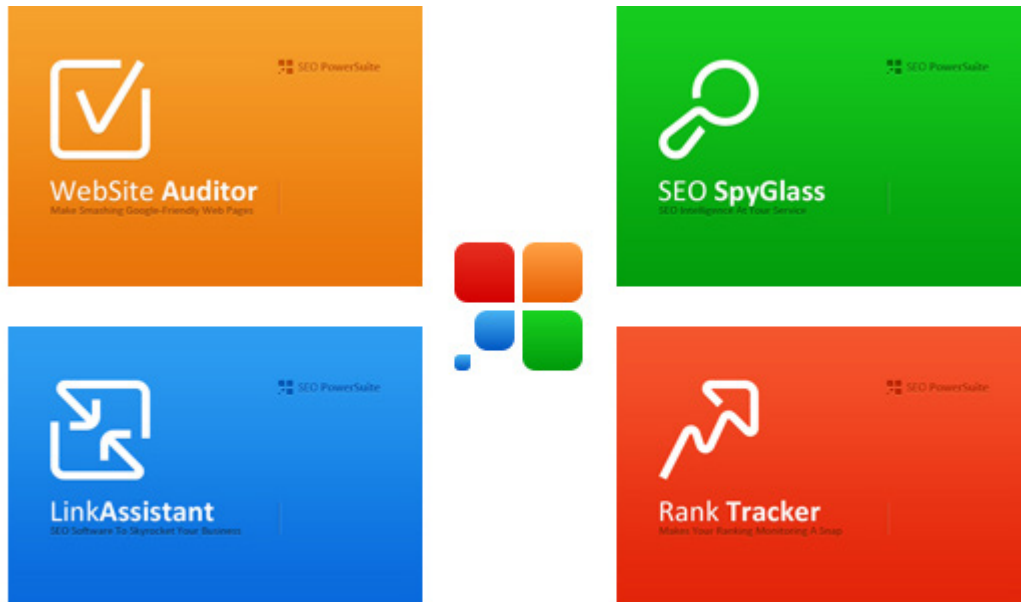 SEO PowerSuite
WebSite Auditor
Make Smashing Google-Friendly Web Pages
SEO PowerSuite
SEO SpyGlass
SEO Intelligence At Your Service
SEO PowerSuite
LinkAssistant
SEO Software To Skyrocket Your Business
SEO PowerSuite
Rank Tracker
Makes Your Ranking Monitoring A Snap